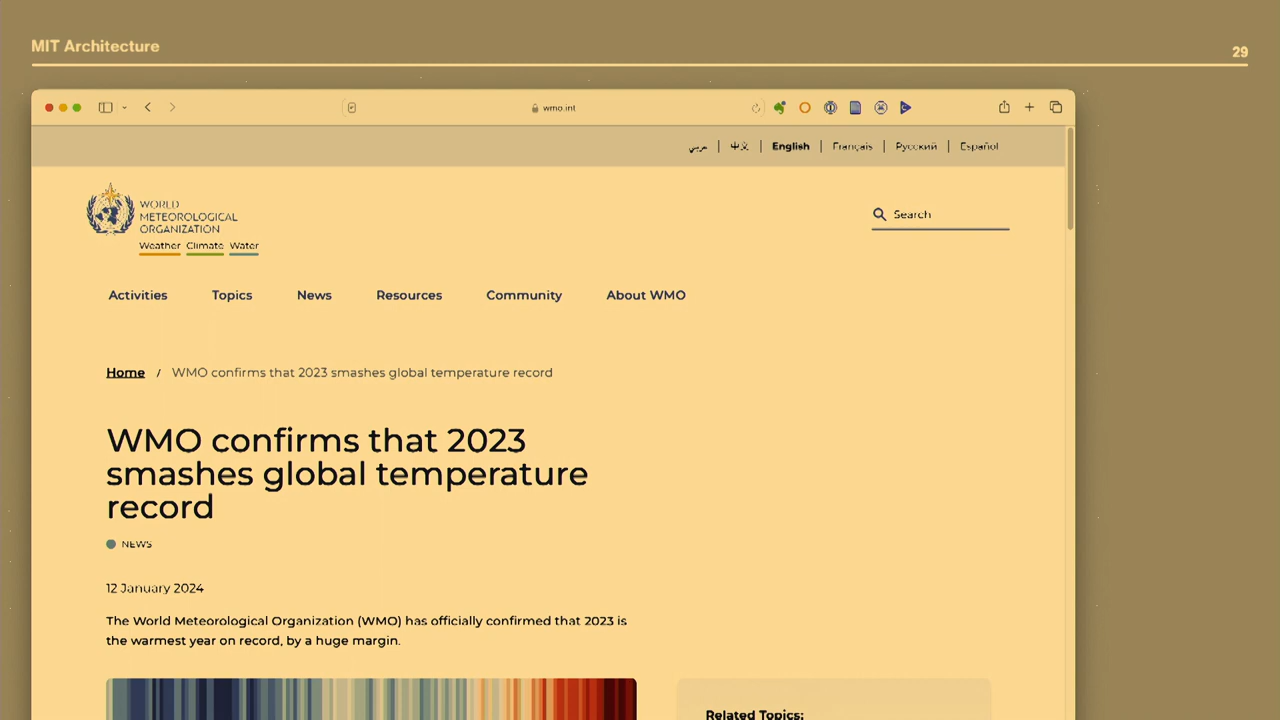 MIT Architecture
29
wmo.int
عربي | 中文 | English | Français | Русский | Español
WORLD
METEOROLOGICAL
ORGANIZATION
Weather Climate Water
Search
Activities Topics News Resources Community About WMO
Home / WMO confirms that 2023 smashes global temperature record
WMO confirms that 2023
smashes global temperature
record
NEWS
12 January 2024
The World Meteorological Organization (WMO) has officially confirmed that 2023 is
the warmest year on record, by a huge margin.
Related Topics: